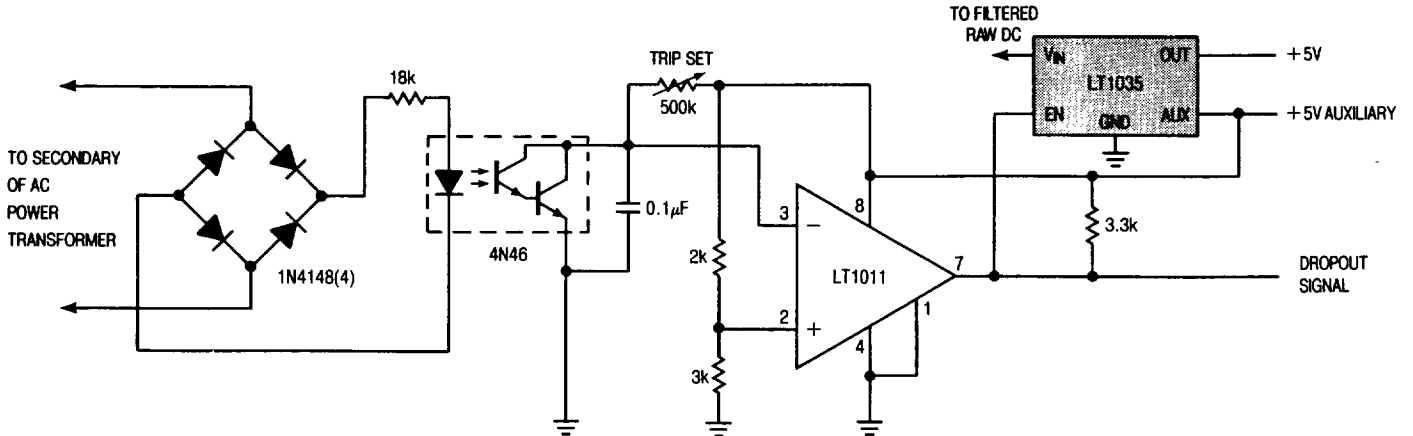 TO FILTERED
RAW DC
VIN
OUT
LT1035
EN
AUX
GND
+5V
+5V AUXILIARY
TRIP SET
500k
18k
TO SECONDARY
OF AC
POWER
TRANSFORMER
1N4148(4)
4N46
0.1µF
2k
3k
3
−
2
+
8
LT1011
7
1
4
3.3k
DROPOUT
SIGNAL